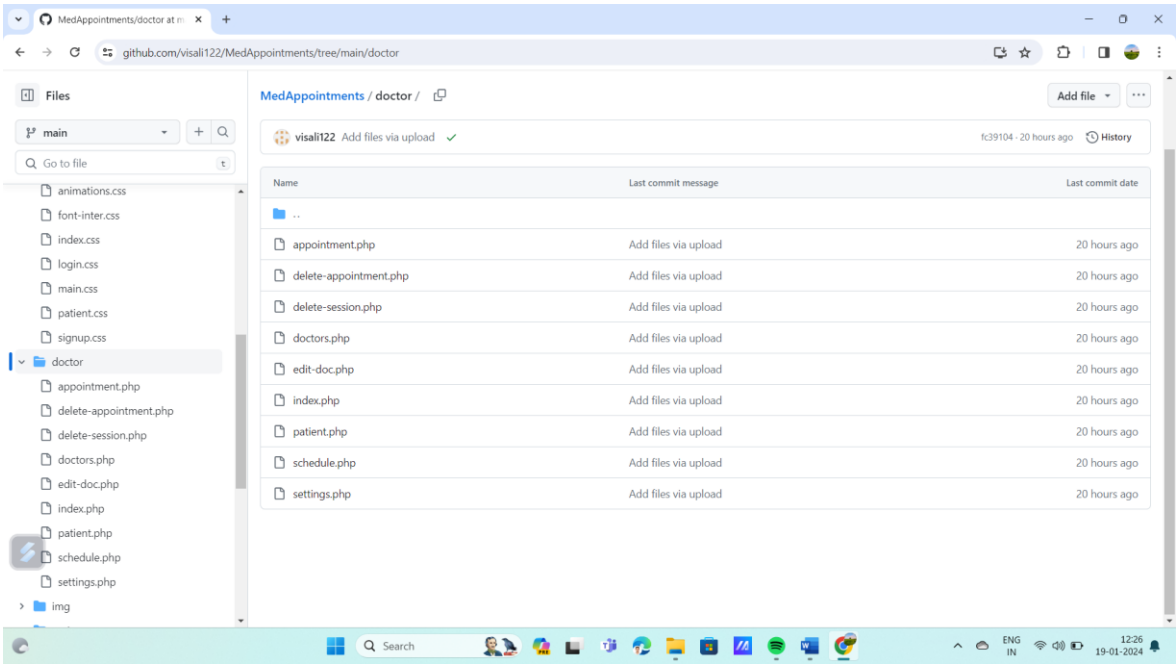 MedAppointments/doctor at m
github.com/visali122/MedAppointments/tree/main/doctor
Files
main
Go to file
t
animations.css
font-inter.css
index.css
login.css
main.css
patient.css
signup.css
doctor
appointment.php
delete-appointment.php
delete-session.php
doctors.php
edit-doc.php
index.php
patient.php
schedule.php
settings.php
img
MedAppointments / doctor /
Add file
visali122 Add files via upload
fc39104 · 20 hours ago
History
Name Last commit message Last commit date
..
appointment.php Add files via upload 20 hours ago
delete-appointment.php Add files via upload 20 hours ago
delete-session.php Add files via upload 20 hours ago
doctors.php Add files via upload 20 hours ago
edit-doc.php Add files via upload 20 hours ago
index.php Add files via upload 20 hours ago
patient.php Add files via upload 20 hours ago
schedule.php Add files via upload 20 hours ago
settings.php Add files via upload 20 hours ago
Search
ENG
IN
12:26
19-01-2024